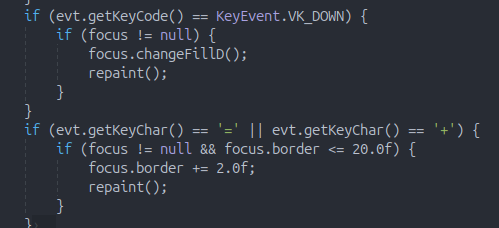 if (evt.getKeyCode() == KeyEvent.VK_DOWN) {
if (focus != null) {
focus.changeFillD();
repaint();
}
}
if (evt.getKeyChar() == '=' || evt.getKeyChar() == '+') {
if (focus != null && focus.border <= 20.0f) {
focus.border += 2.0f;
repaint();
}
}